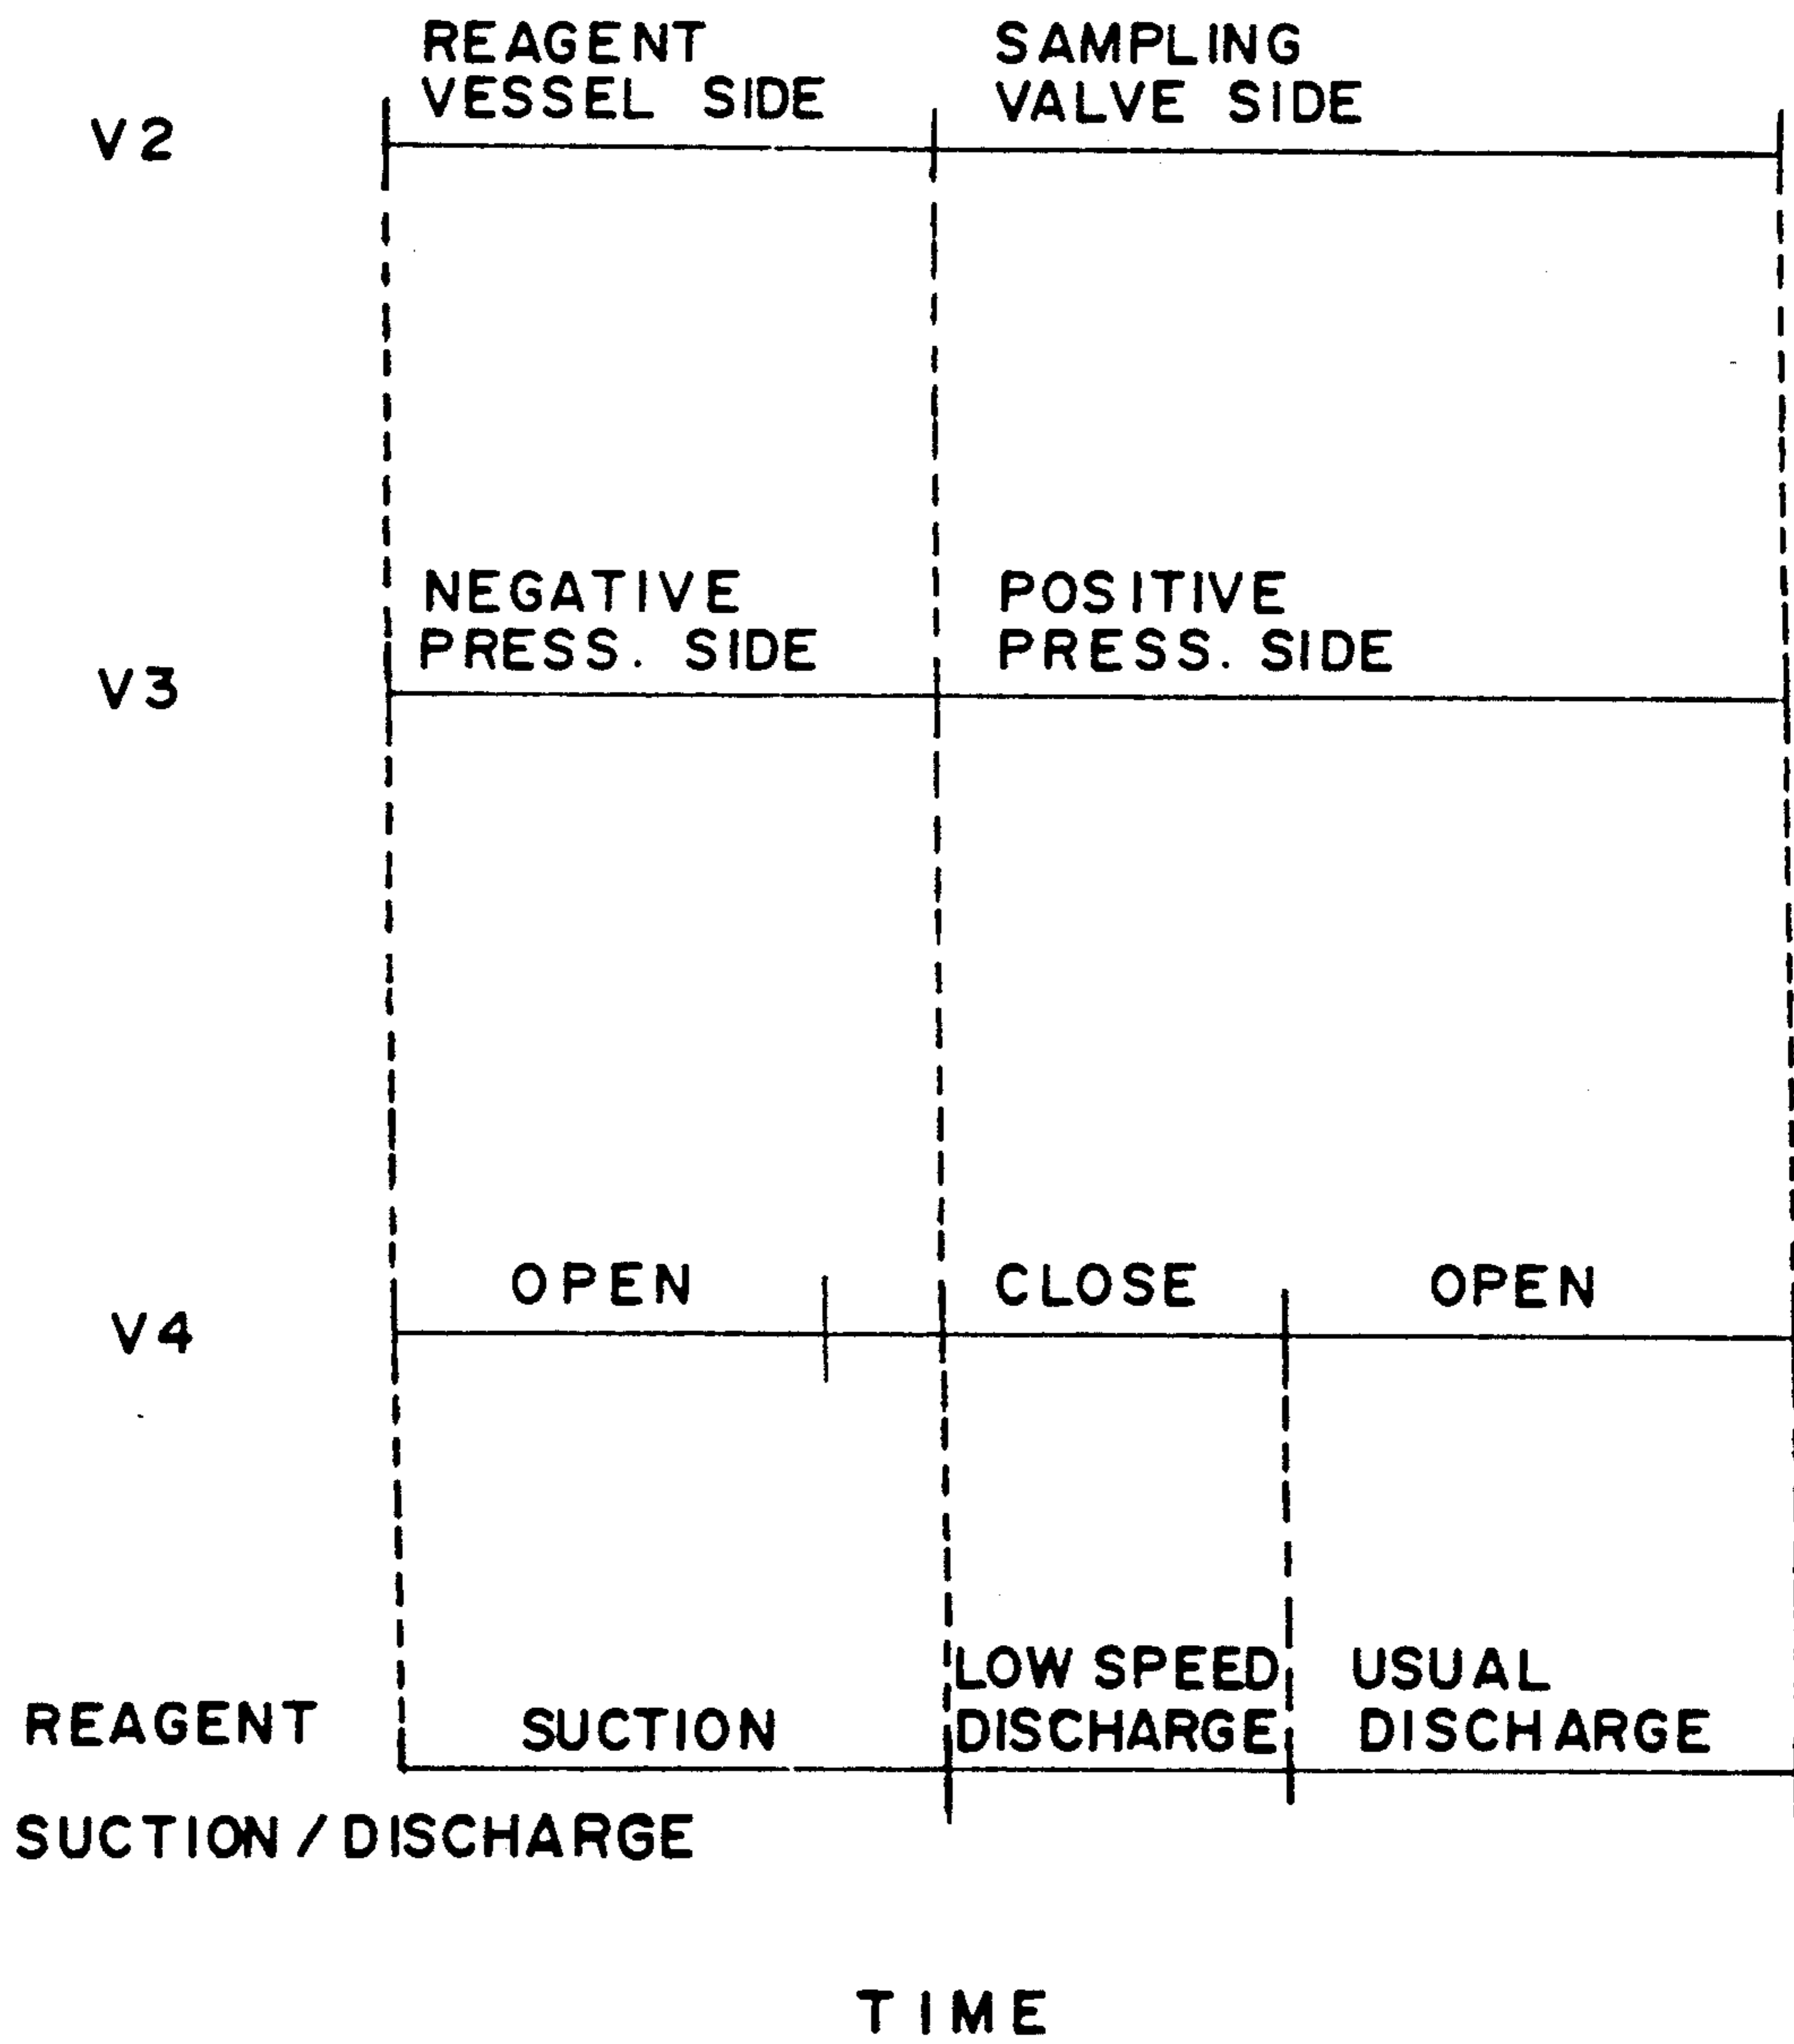 REAGENT
VESSEL SIDE
SAMPLING
VALVE SIDE
V2
NEGATIVE
PRESS. SIDE
POSITIVE
PRESS. SIDE
V3
OPEN
CLOSE
OPEN
V4
LOW SPEED
DISCHARGE
USUAL
DISCHARGE
SUCTION
REAGENT
SUCTION/DISCHARGE
TIME